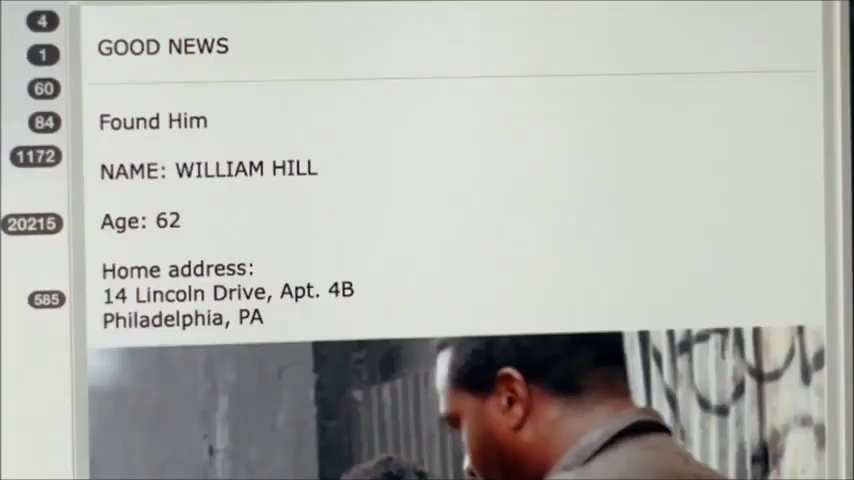 4
1
60
84
1172
20215
585
GOOD NEWS
Found Him
NAME: WILLIAM HILL
Age: 62
Home address:
14 Lincoln Drive, Apt. 4B
Philadelphia, PA